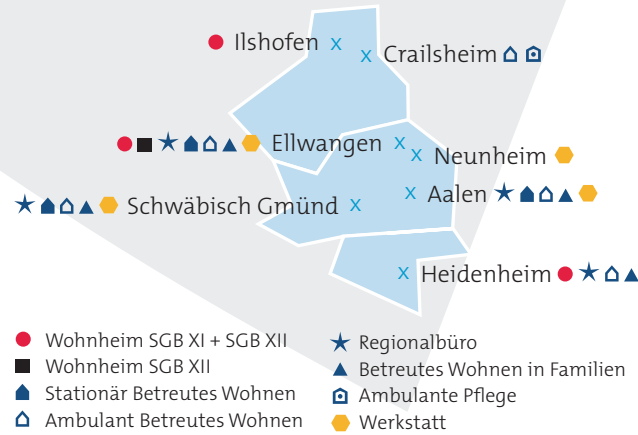 Ilshofen x
x Crailsheim
Ellwangen x
x Neunheim
Schwäbisch Gmünd x
x Aalen
x Heidenheim
Wohnheim SGB XI + SGB XII
Wohnheim SGB XII
Stationär Betreutes Wohnen
Ambulant Betreutes Wohnen
Regionalbüro
Betreutes Wohnen in Familien
Ambulante Pflege
Werkstatt